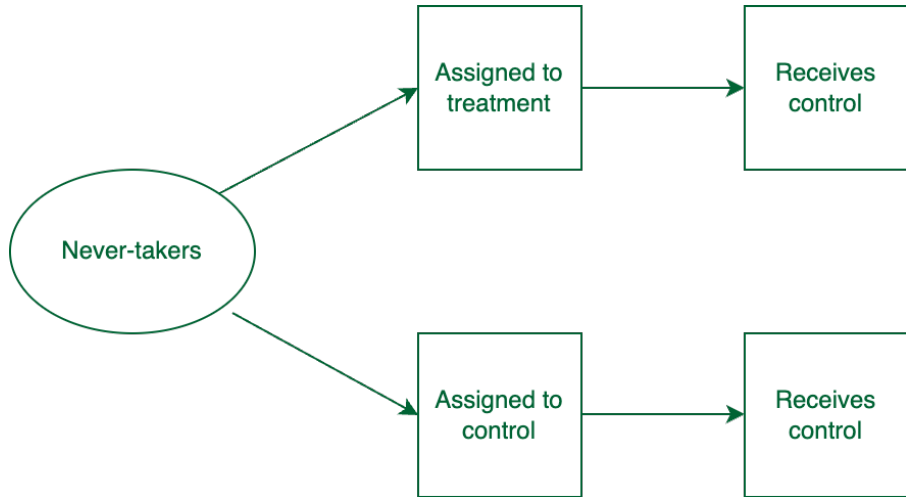 Assigned to
treatment
Receives
control
Never-takers
Assigned to
control
Receives
control